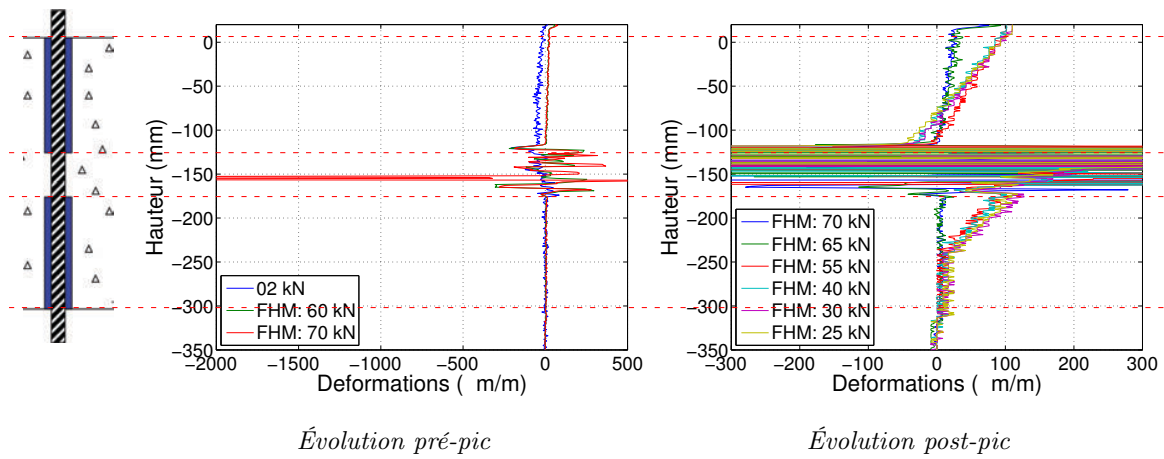 0
−50
−100
−150
−200
−250
−300
−350
Hauteur (mm)
02 kN
FHM: 60 kN
FHM: 70 kN
−2000 −1500 −1000 −500 0 500
Deformations ( m/m)
Évolution pré-pic
0
−50
−100
−150
−200
−250
−300
−350
Hauteur (mm)
FHM: 70 kN
FHM: 65 kN
FHM: 55 kN
FHM: 40 kN
FHM: 30 kN
FHM: 25 kN
−300 −200 −100 0 100 200 300
Deformations ( m/m)
Évolution post-pic